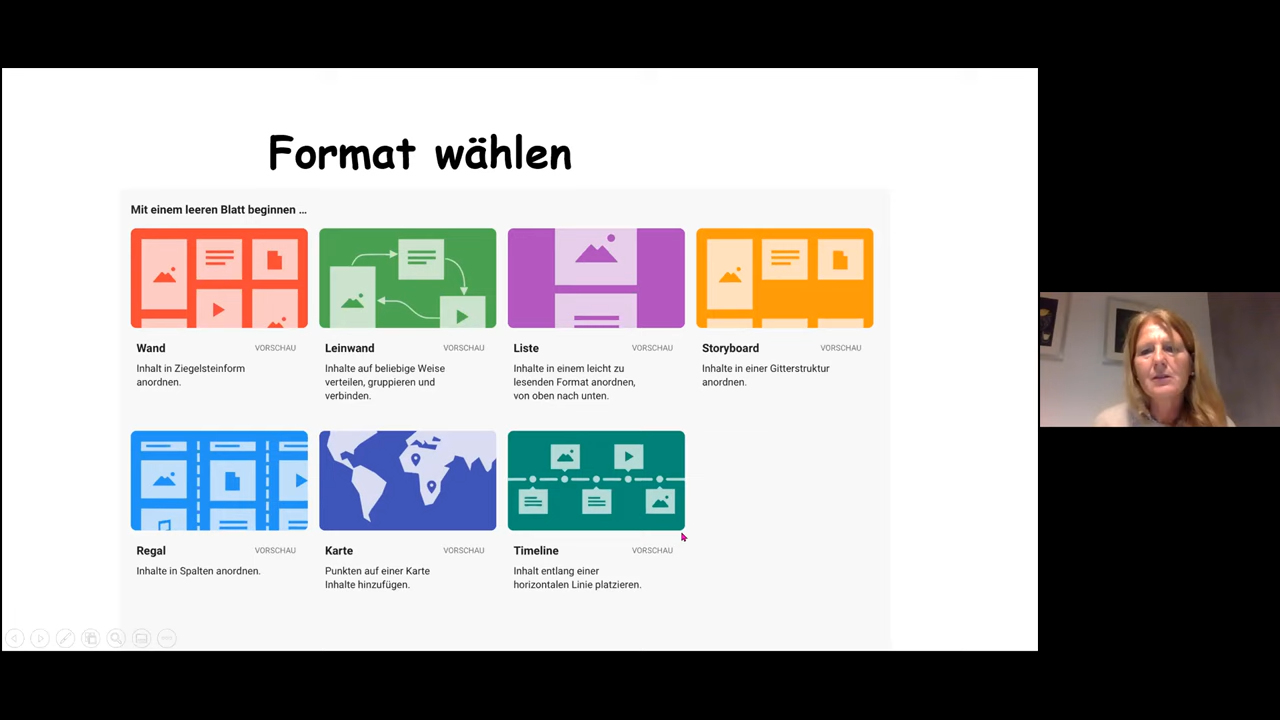 Format wählen
Mit einem leeren Blatt beginnen ...
Wand VORSCHAU
Inhalt in Ziegelsteinform
anordnen.
Leinwand VORSCHAU
Inhalte auf beliebige Weise
verteilen, gruppieren und
verbinden.
Liste VORSCHAU
Inhalte in einem leicht zu
lesenden Format anordnen,
von oben nach unten.
Storyboard VORSCHAU
Inhalte in einer Gitterstruktur
anordnen.
Regal VORSCHAU
Inhalte in Spalten anordnen.
Karte VORSCHAU
Punkten auf einer Karte
Inhalte hinzufügen.
Timeline VORSCHAU
Inhalt entlang einer
horizontalen Linie platzieren.